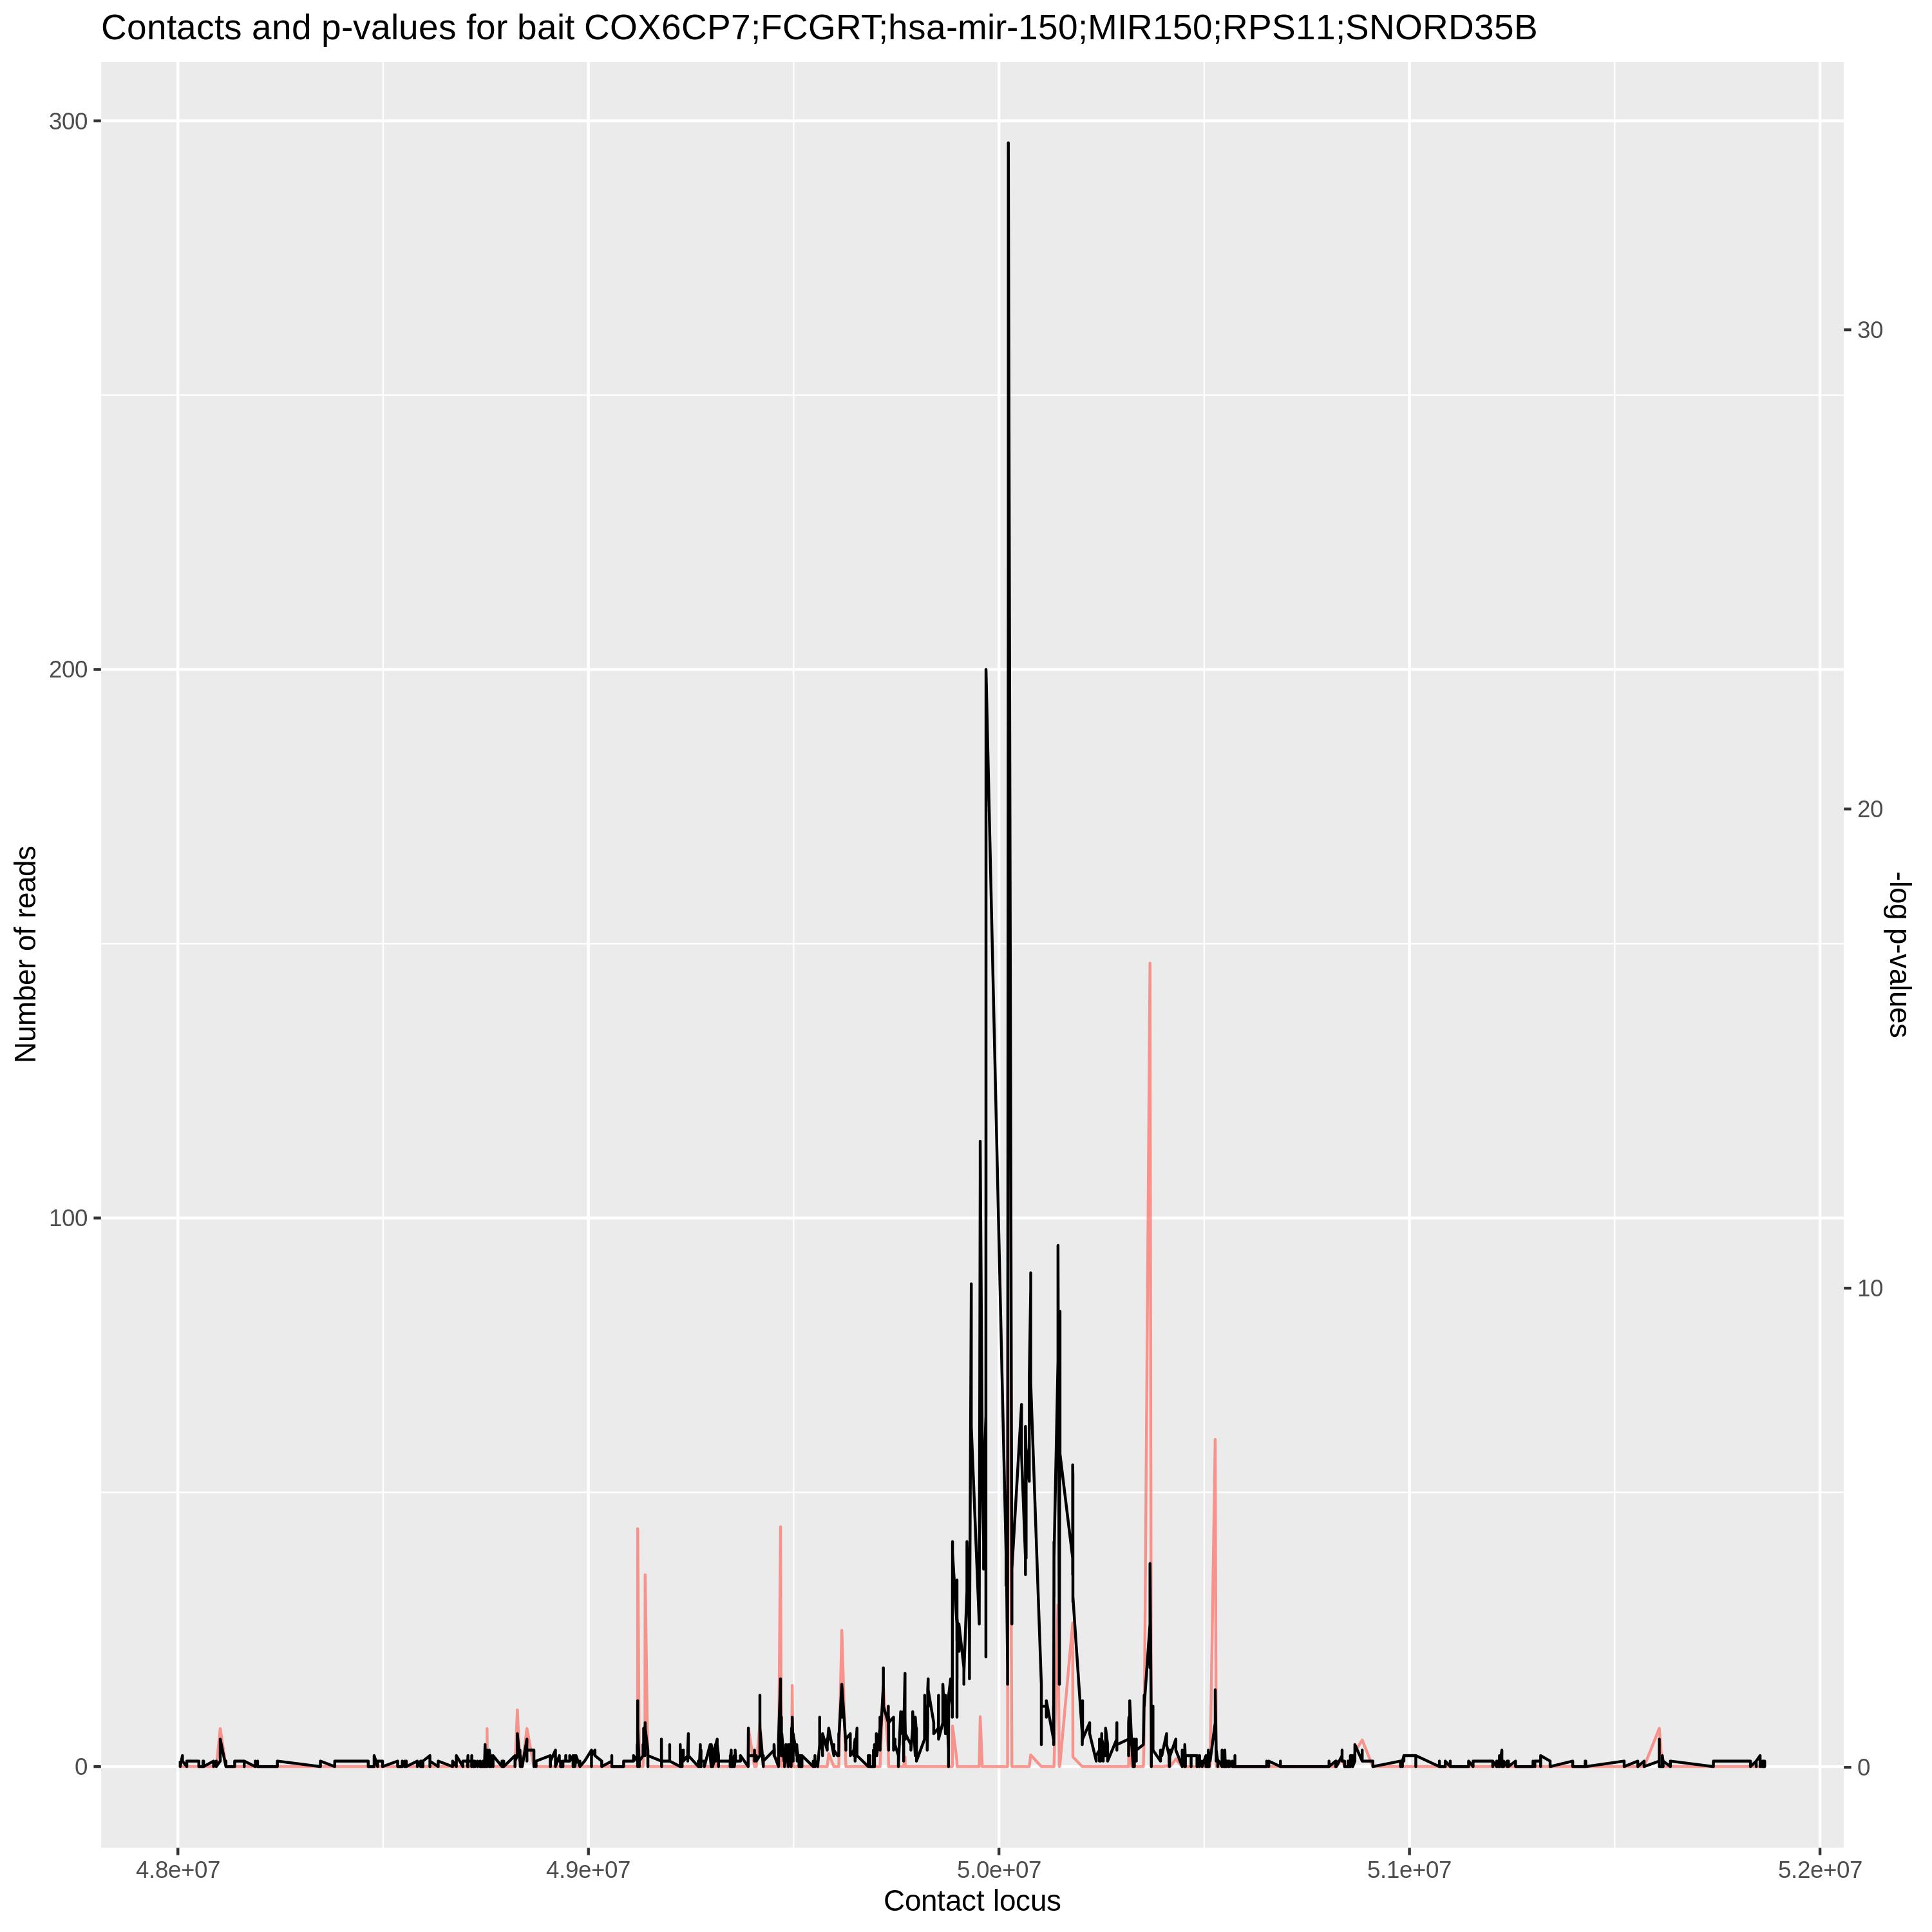 Contacts and p-values for bait COX6CP7;FCGRT;hsa-mir-150;MIR150;RPS11;SNORD35B
300
200
100
0
Number of reads
30
20
10
0
-log p-values
4.8e+07 4.9e+07 5.0e+07 5.1e+07 5.2e+07
Contact locus